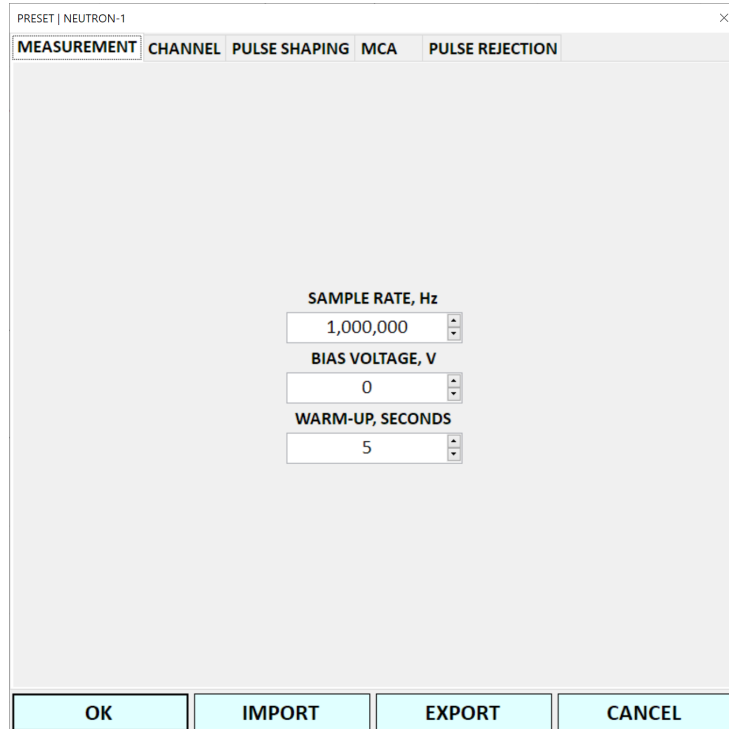 PRESET | NEUTRON-1
MEASUREMENT CHANNEL PULSE SHAPING MCA PULSE REJECTION
SAMPLE RATE, Hz
1,000,000
BIAS VOLTAGE, V
0
WARM-UP, SECONDS
5
OK IMPORT EXPORT CANCEL